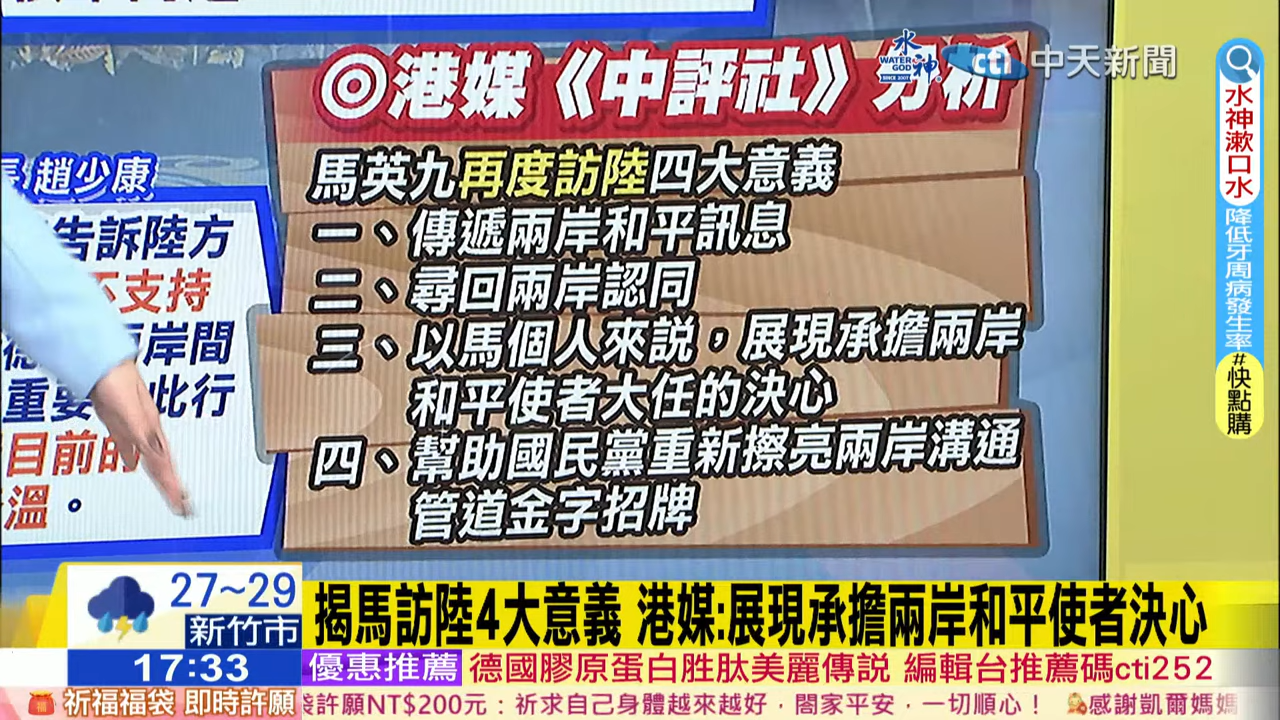 ◎港媒《中評社》分析
水神
WATER GOD
SINCE 2007
cti 中天新聞
馬英九再度訪陸四大意義
一、傳遞兩岸和平訊息
二、尋回兩岸認同
三、以馬個人來說，展現承擔兩岸
和平使者大任的決心
四、幫助國民黨重新擦亮兩岸溝通
管道金字招牌
趙少康
告訴陸方
不支持
岸間
重要 此行
目前的
溫。
水神漱口水
降低牙周病發生率
#快點購
27~29
新竹市
17:33
揭馬訪陸4大意義 港媒:展現承擔兩岸和平使者決心
優惠推薦 德國膠原蛋白胜肽美麗傳說 編輯台推薦碼cti252
祈福福袋 即時許願 袋許願NT$200元：祈求自己身體越來越好，闔家平安，一切順心！ 感謝凱爾媽媽